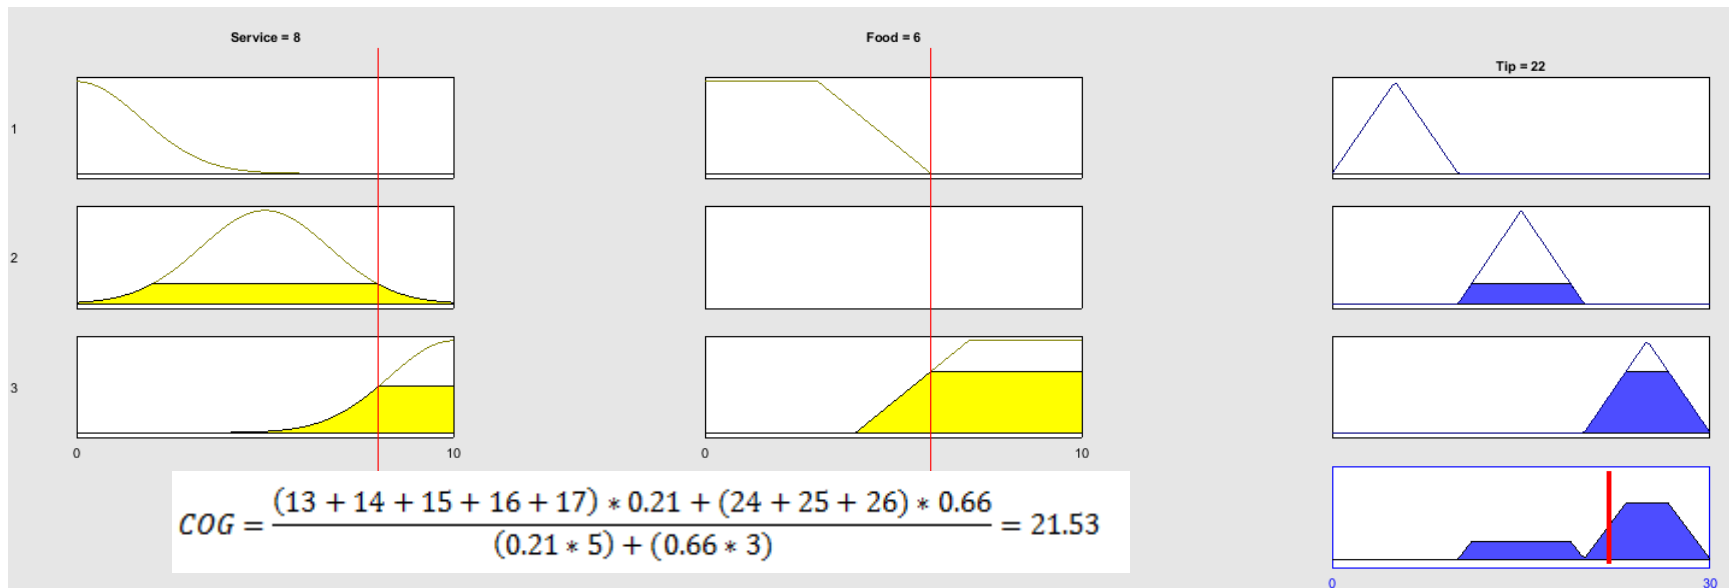 Service = 8
Food = 6
Tip = 22
1
2
3
0
10
0
10
COG = \frac{(13 + 14 + 15 + 16 + 17) * 0.21 + (24 + 25 + 26) * 0.66}{(0.21 * 5) + (0.66 * 3)} = 21.53
0
30